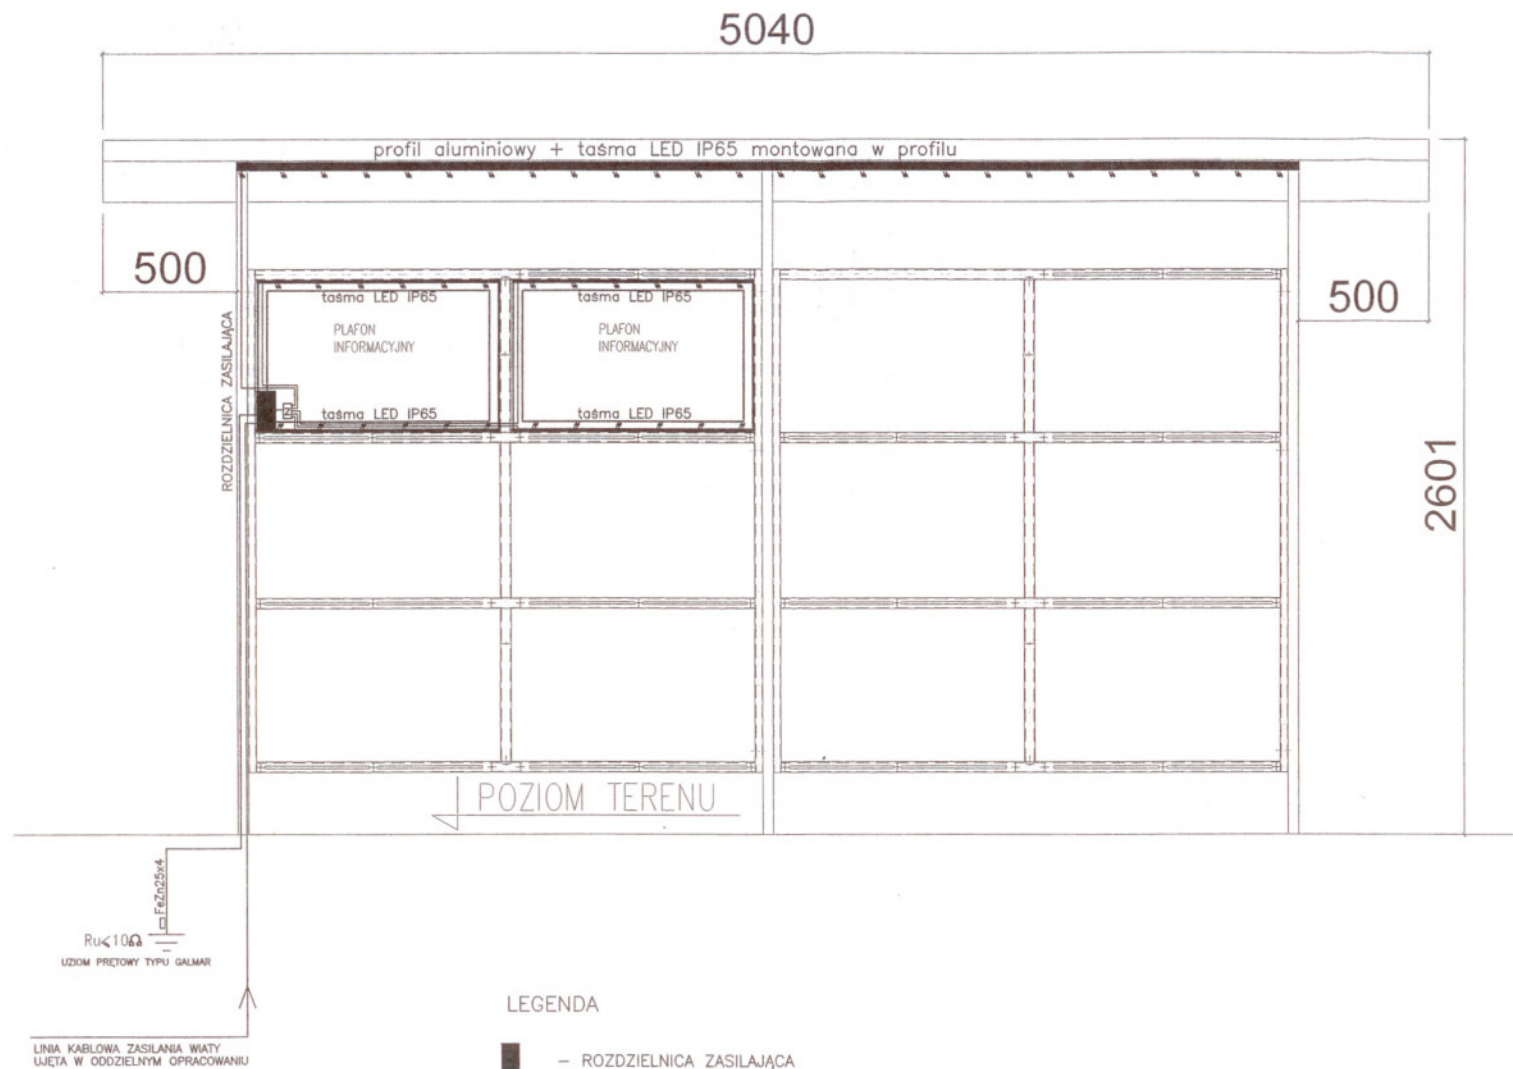 5040
profil aluminiowy + taśma LED IP65 montowana w profilu
500
500
taśma LED IP65
taśma LED IP65
PLAFON
INFORMACYJNY
PLAFON
INFORMACYJNY
ROZDZIELNICA ZASILAJĄCA
Z
taśma LED IP65
taśma LED IP65
2601
POZIOM TERENU
FeZn25x4
Ru<10Ω
UZIOM PRĘTOWY TYPU GALMAR
LEGENDA
LINIA KABLOWA ZASILANIA WIATY
UJĘTA W ODDZIELNYM OPRACOWANIU
– ROZDZIELNICA ZASILAJĄCA